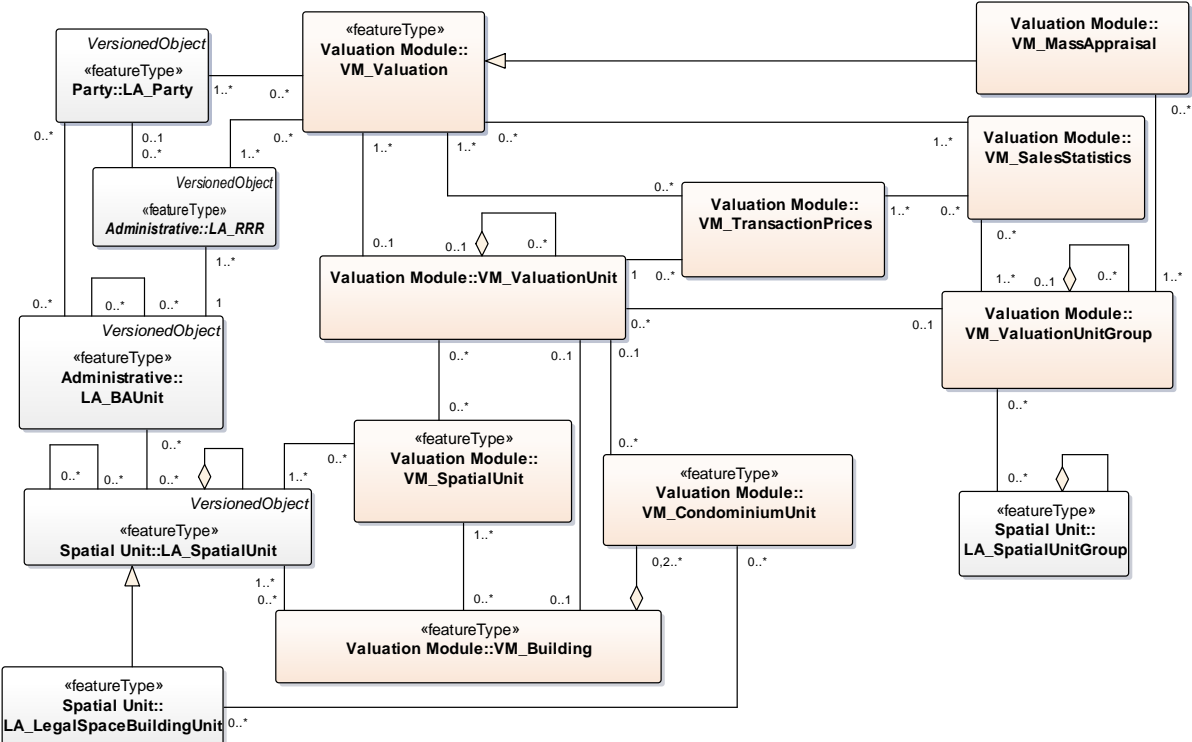 VersionedObject
«featureType»
Party::LA_Party
«featureType»
Valuation Module::
VM_Valuation
Valuation Module::
VM_MassAppraisal
1..*
0..*
0..*
0..1
0..*
0..*
1..*
1..*
1..*
0..*
1..*
0..*
Valuation Module::
VM_SalesStatistics
VersionedObject
«featureType»
Administrative::LA_RRR
0..*
Valuation Module::
VM_TransactionPrices
1..*
0..*
0..1
0..1
0..*
1
0..*
0..*
1..*
0..1
0..*
1..*
1..*
1
Valuation Module::VM_ValuationUnit
0..*
0..*
0..*
VersionedObject
«featureType»
Administrative::
LA_BAUnit
0..*
0..1
Valuation Module::
VM_ValuationUnitGroup
0..*
0..1
0..1
0..*
0..*
0..*
0..*
0..*
0..*
0..*
0..*
1..*
0..*
«featureType»
Valuation Module::
VM_SpatialUnit
«featureType»
Valuation Module::
VM_CondominiumUnit
0..*
VersionedObject
«featureType»
Spatial Unit::LA_SpatialUnit
«featureType»
Spatial Unit::
LA_SpatialUnitGroup
1..*
0,2..*
0..*
1..*
0..*
0..*
0..1
«featureType»
Valuation Module::VM_Building
«featureType»
Spatial Unit::
LA_LegalSpaceBuildingUnit
0..*